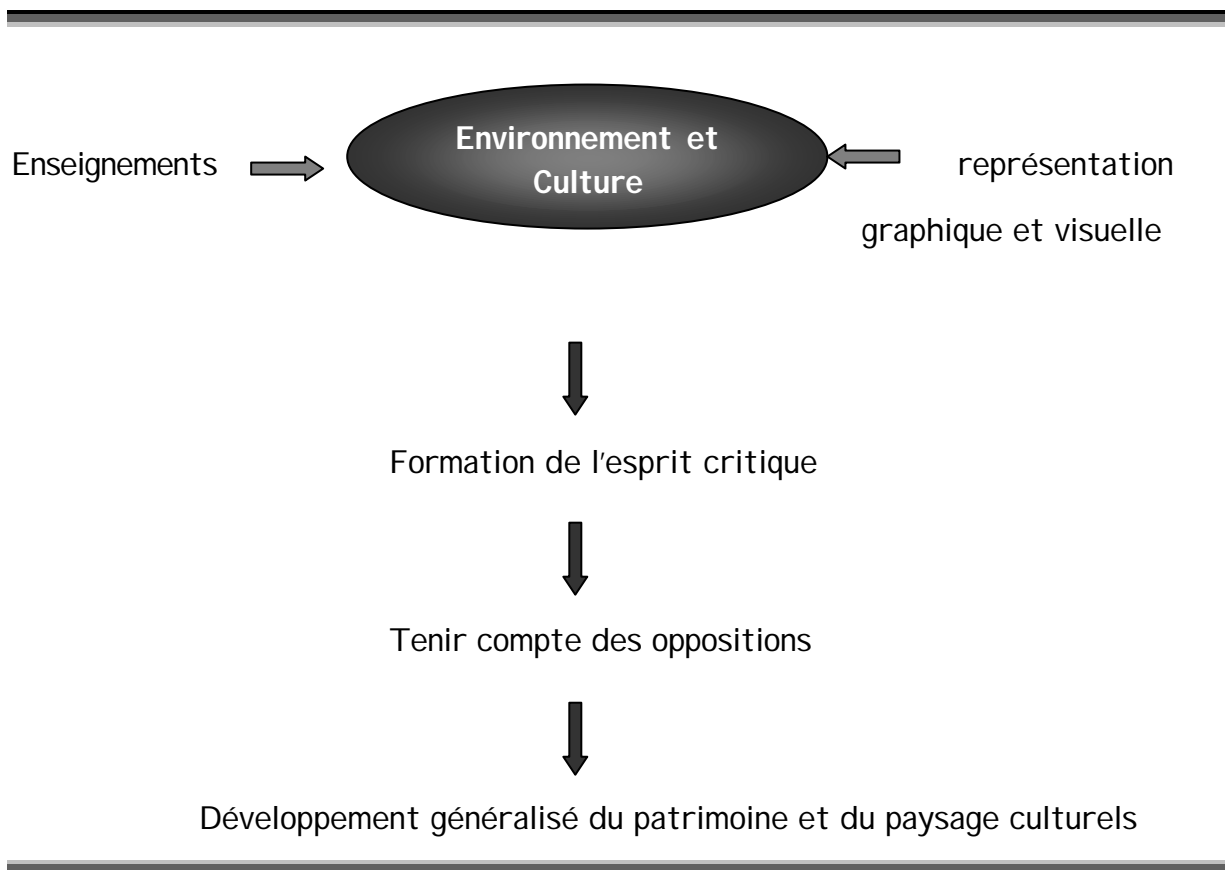 Environnement et
Culture
Enseignements
représentation
graphique et visuelle
Formation de l'esprit critique
Tenir compte des oppositions
Développement généralisé du patrimoine et du paysage culturels